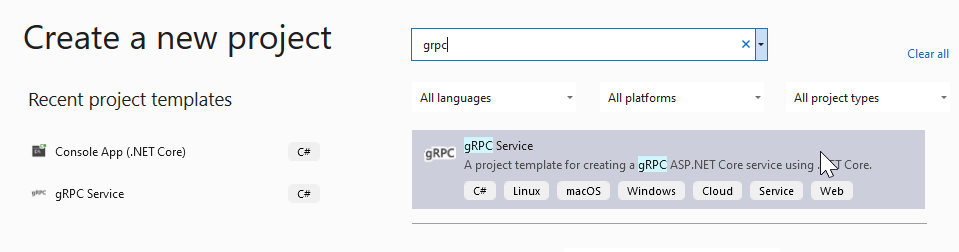 Create a new project
grpc
Clear all
Recent project templates
All languages
All platforms
All project types
Console App (.NET Core) C#
gRPC Service C#
gRPC gRPC Service
A project template for creating a gRPC ASP.NET Core service using Core.
C# Linux macOS Windows Cloud Service Web